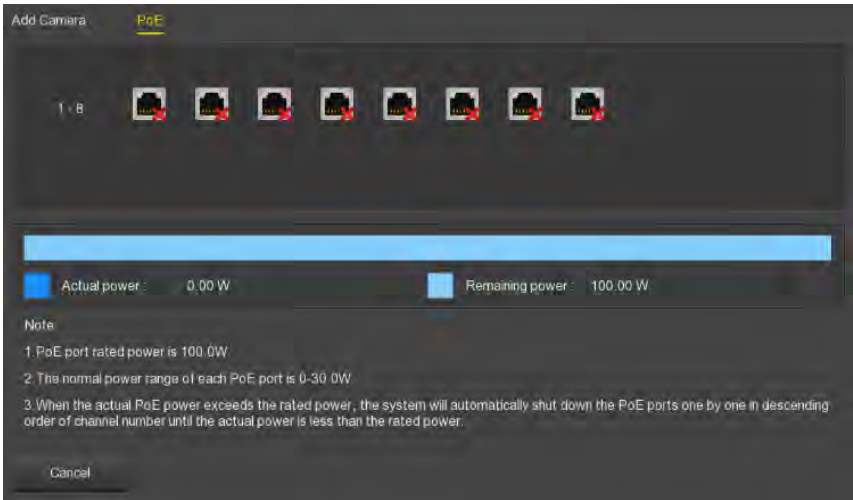 Add Camera PoE
1 - 8
Actual power : 0.00 W Remaining power : 100.00 W
Note
1.PoE port rated power is 100.0W
2.The normal power range of each PoE port is 0-30.0W
3.When the actual PoE power exceeds the rated power, the system will automatically shut down the PoE ports one by one in descending
order of channel number until the actual power is less than the rated power.
Cancel